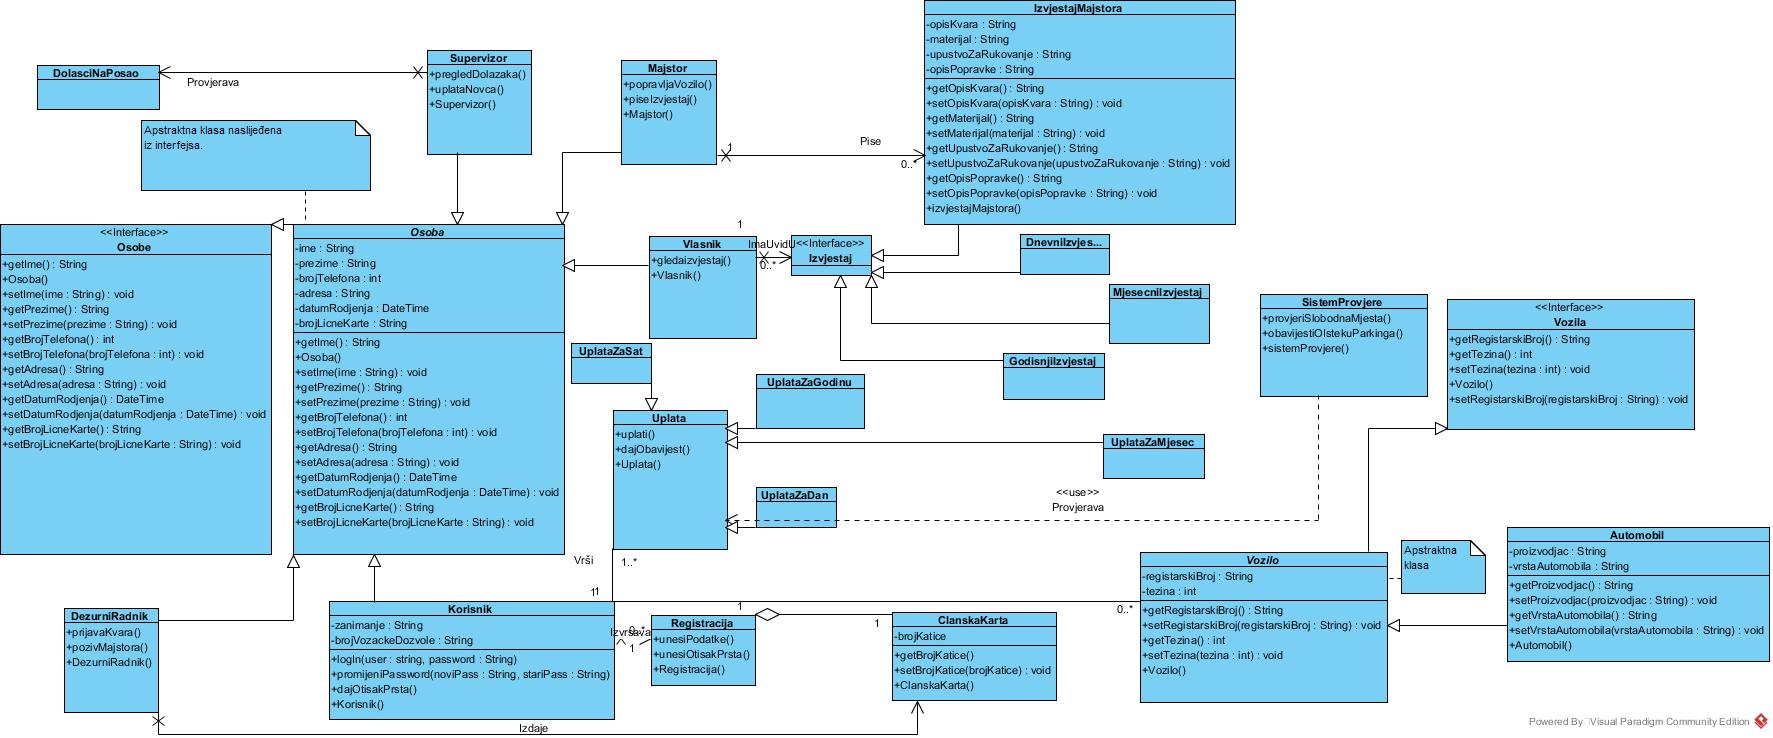 IzvjestajMajstora
-opisKvara : String
-materijal : String
-upustvoZaRukovanje : String
-opisPopravke : String
+getOpisKvara() : String
+setOpisKvara(opisKvara : String) : void
+getMaterijal() : String
+setMaterijal(materijal : String) : void
+getUpustvoZaRukovanje() : String
+setUpustvoZaRukovanje(upustvoZaRukovanje : String) : void
+getOpisPopravke() : String
+setOpisPopravke(opisPopravke : String) : void
+izvjestajMajstora()
DolasciNaPosao
Provjerava
Supervizor
+pregledDolazaka()
+uplataNovca()
+Supervizor()
Majstor
+popravljaVozilo()
+piseIzvjestaj()
+Majstor()
1
Pise
0..*
Apstraktna klasa naslijeđena
iz interfejsa.
<<Interface>>
Osobe
+getIme() : String
+Osoba()
+setIme(ime : String) : void
+getPrezime() : String
+setPrezime(prezime : String) : void
+getBrojTelefona() : int
+setBrojTelefona(brojTelefona : int) : void
+getAdresa() : String
+setAdresa(adresa : String) : void
+getDatumRodjenja() : DateTime
+setDatumRodjenja(datumRodjenja : DateTime) : void
+getBrojLicneKarte() : String
+setBrojLicneKarte(brojLicneKarte : String) : void
Osoba
-ime : String
-prezime : String
-brojTelefona : int
-adresa : String
-datumRodjenja : DateTime
-brojLicneKarte : String
+getIme() : String
+Osoba()
+setIme(ime : String) : void
+getPrezime() : String
+setPrezime(prezime : String) : void
+getBrojTelefona() : int
+setBrojTelefona(brojTelefona : int) : void
+getAdresa() : String
+setAdresa(adresa : String) : void
+getDatumRodjenja() : DateTime
+setDatumRodjenja(datumRodjenja : DateTime) : void
+getBrojLicneKarte() : String
+setBrojLicneKarte(brojLicneKarte : String) : void
Vlasnik
+gledaizvjestaj()
+Vlasnik()
1
ImaUvidU
0..*
<<Interface>>
Izvjestaj
DnevniIzvjes...
MjesecniIzvjestaj
GodisnjiIzvjestaj
SistemProvjere
+provjeriSlobodnaMjesta()
+obavijestiOIstekuParkinga()
+sistemProvjere()
<<Interface>>
Vozila
+getRegistarskiBroj() : String
+getTezina() : int
+setTezina(tezina : int) : void
+Vozilo()
+setRegistarskiBroj(registarskiBroj : String) : void
UplataZaSat
UplataZaGodinu
Uplata
+uplati()
+dajObavijest()
+Uplata()
UplataZaMjesec
UplataZaDan
<<use>>
Provjerava
Vrši
1..*
1
1
0..*
Vozilo
-registarskiBroj : String
-tezina : int
+getRegistarskiBroj() : String
+setRegistarskiBroj(registarskiBroj : String) : void
+getTezina() : int
+setTezina(tezina : int) : void
+Vozilo()
Apstraktna
klasa
Automobil
-proizvodjac : String
-vrstaAutomobila : String
+getProizvodjac() : String
+setProizvodjac(proizvodjac : String) : void
+getVrstaAutomobila() : String
+setVrstaAutomobila(vrstaAutomobila : String) : void
+Automobil()
DezurniRadnik
+prijavaKvara()
+pozivMajstora()
+DezurniRadnik()
Korisnik
-zanimanje : String
-brojVozackeDozvole : String
+logIn(user : string, password : String)
+promijeniPassword(noviPass : String, stariPass : String)
+dajOtisakPrsta()
+Korisnik()
Izvrsava
0..*
1
Registracija
+unesiPodatke()
+unesiOtisakPrsta()
+Registracija()
1
1
ClanskaKarta
-brojKatice
+getBrojKatice()
+setBrojKatice(brojKatice) : void
+ClanskaKarta()
Izdaje
Powered By Visual Paradigm Community Edition